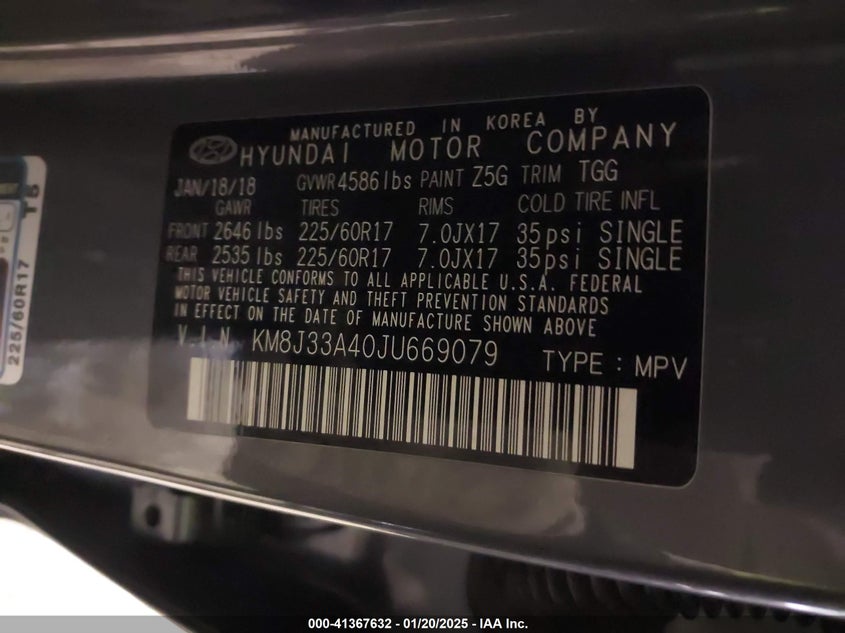 MANUFACTURED IN KOREA BY
HYUNDAI MOTOR COMPANY
JAN/18/18 GVWR 4586lbs PAINT Z5G TRIM TGG
GAWR TIRES RIMS COLD TIRE INFL
FRONT 2646 lbs 225/60R17 7.0JX17 35psi SINGLE
REAR 2535 lbs 225/60R17 7.0JX17 35psi SINGLE
THIS VEHICLE CONFORMS TO ALL APPLICABLE U.S.A. FEDERAL
MOTOR VEHICLE SAFETY AND THEFT PREVENTION STANDARDS
IN EFFECT ON THE DATE OF MANUFACTURE SHOWN ABOVE
V.I.N KM8J33A40JU669079 TYPE : MPV
225/60R17
000-41367632 - 01/20/2025 - IAA Inc.